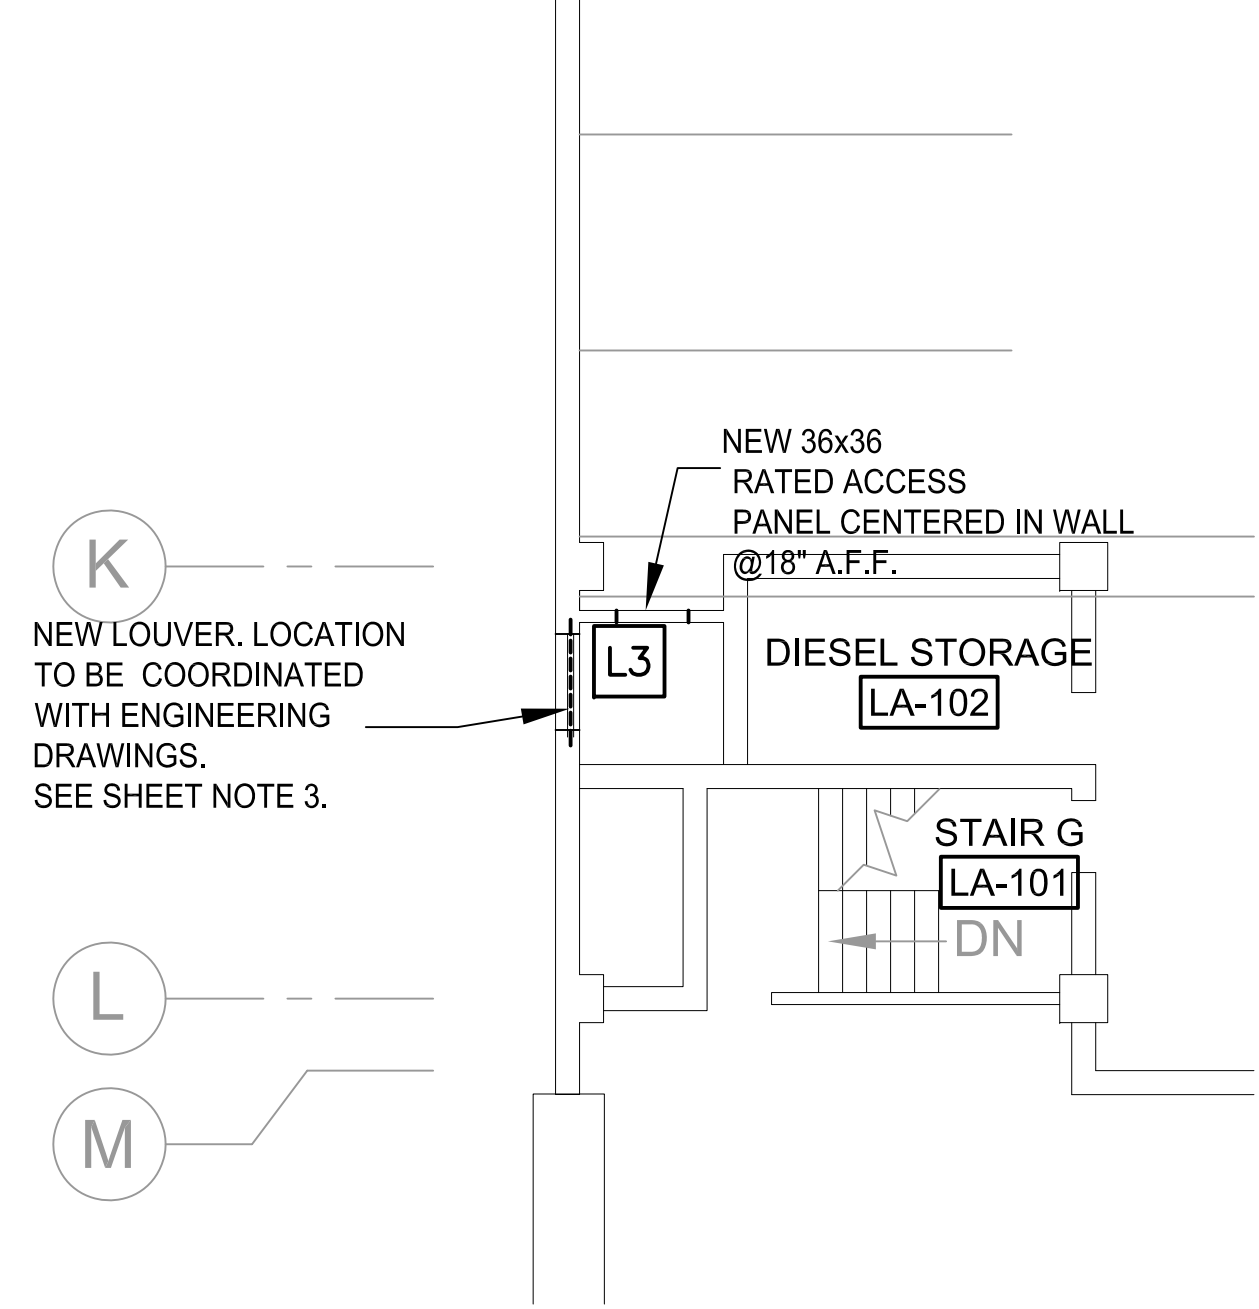 NEW 36x36
RATED ACCESS
PANEL CENTERED IN WALL
@18" A.F.F.
K
NEW LOUVER. LOCATION
TO BE COORDINATED
WITH ENGINEERING
DRAWINGS.
SEE SHEET NOTE 3.
L3
DIESEL STORAGE
LA-102
STAIR G
LA-101
DN
L
M